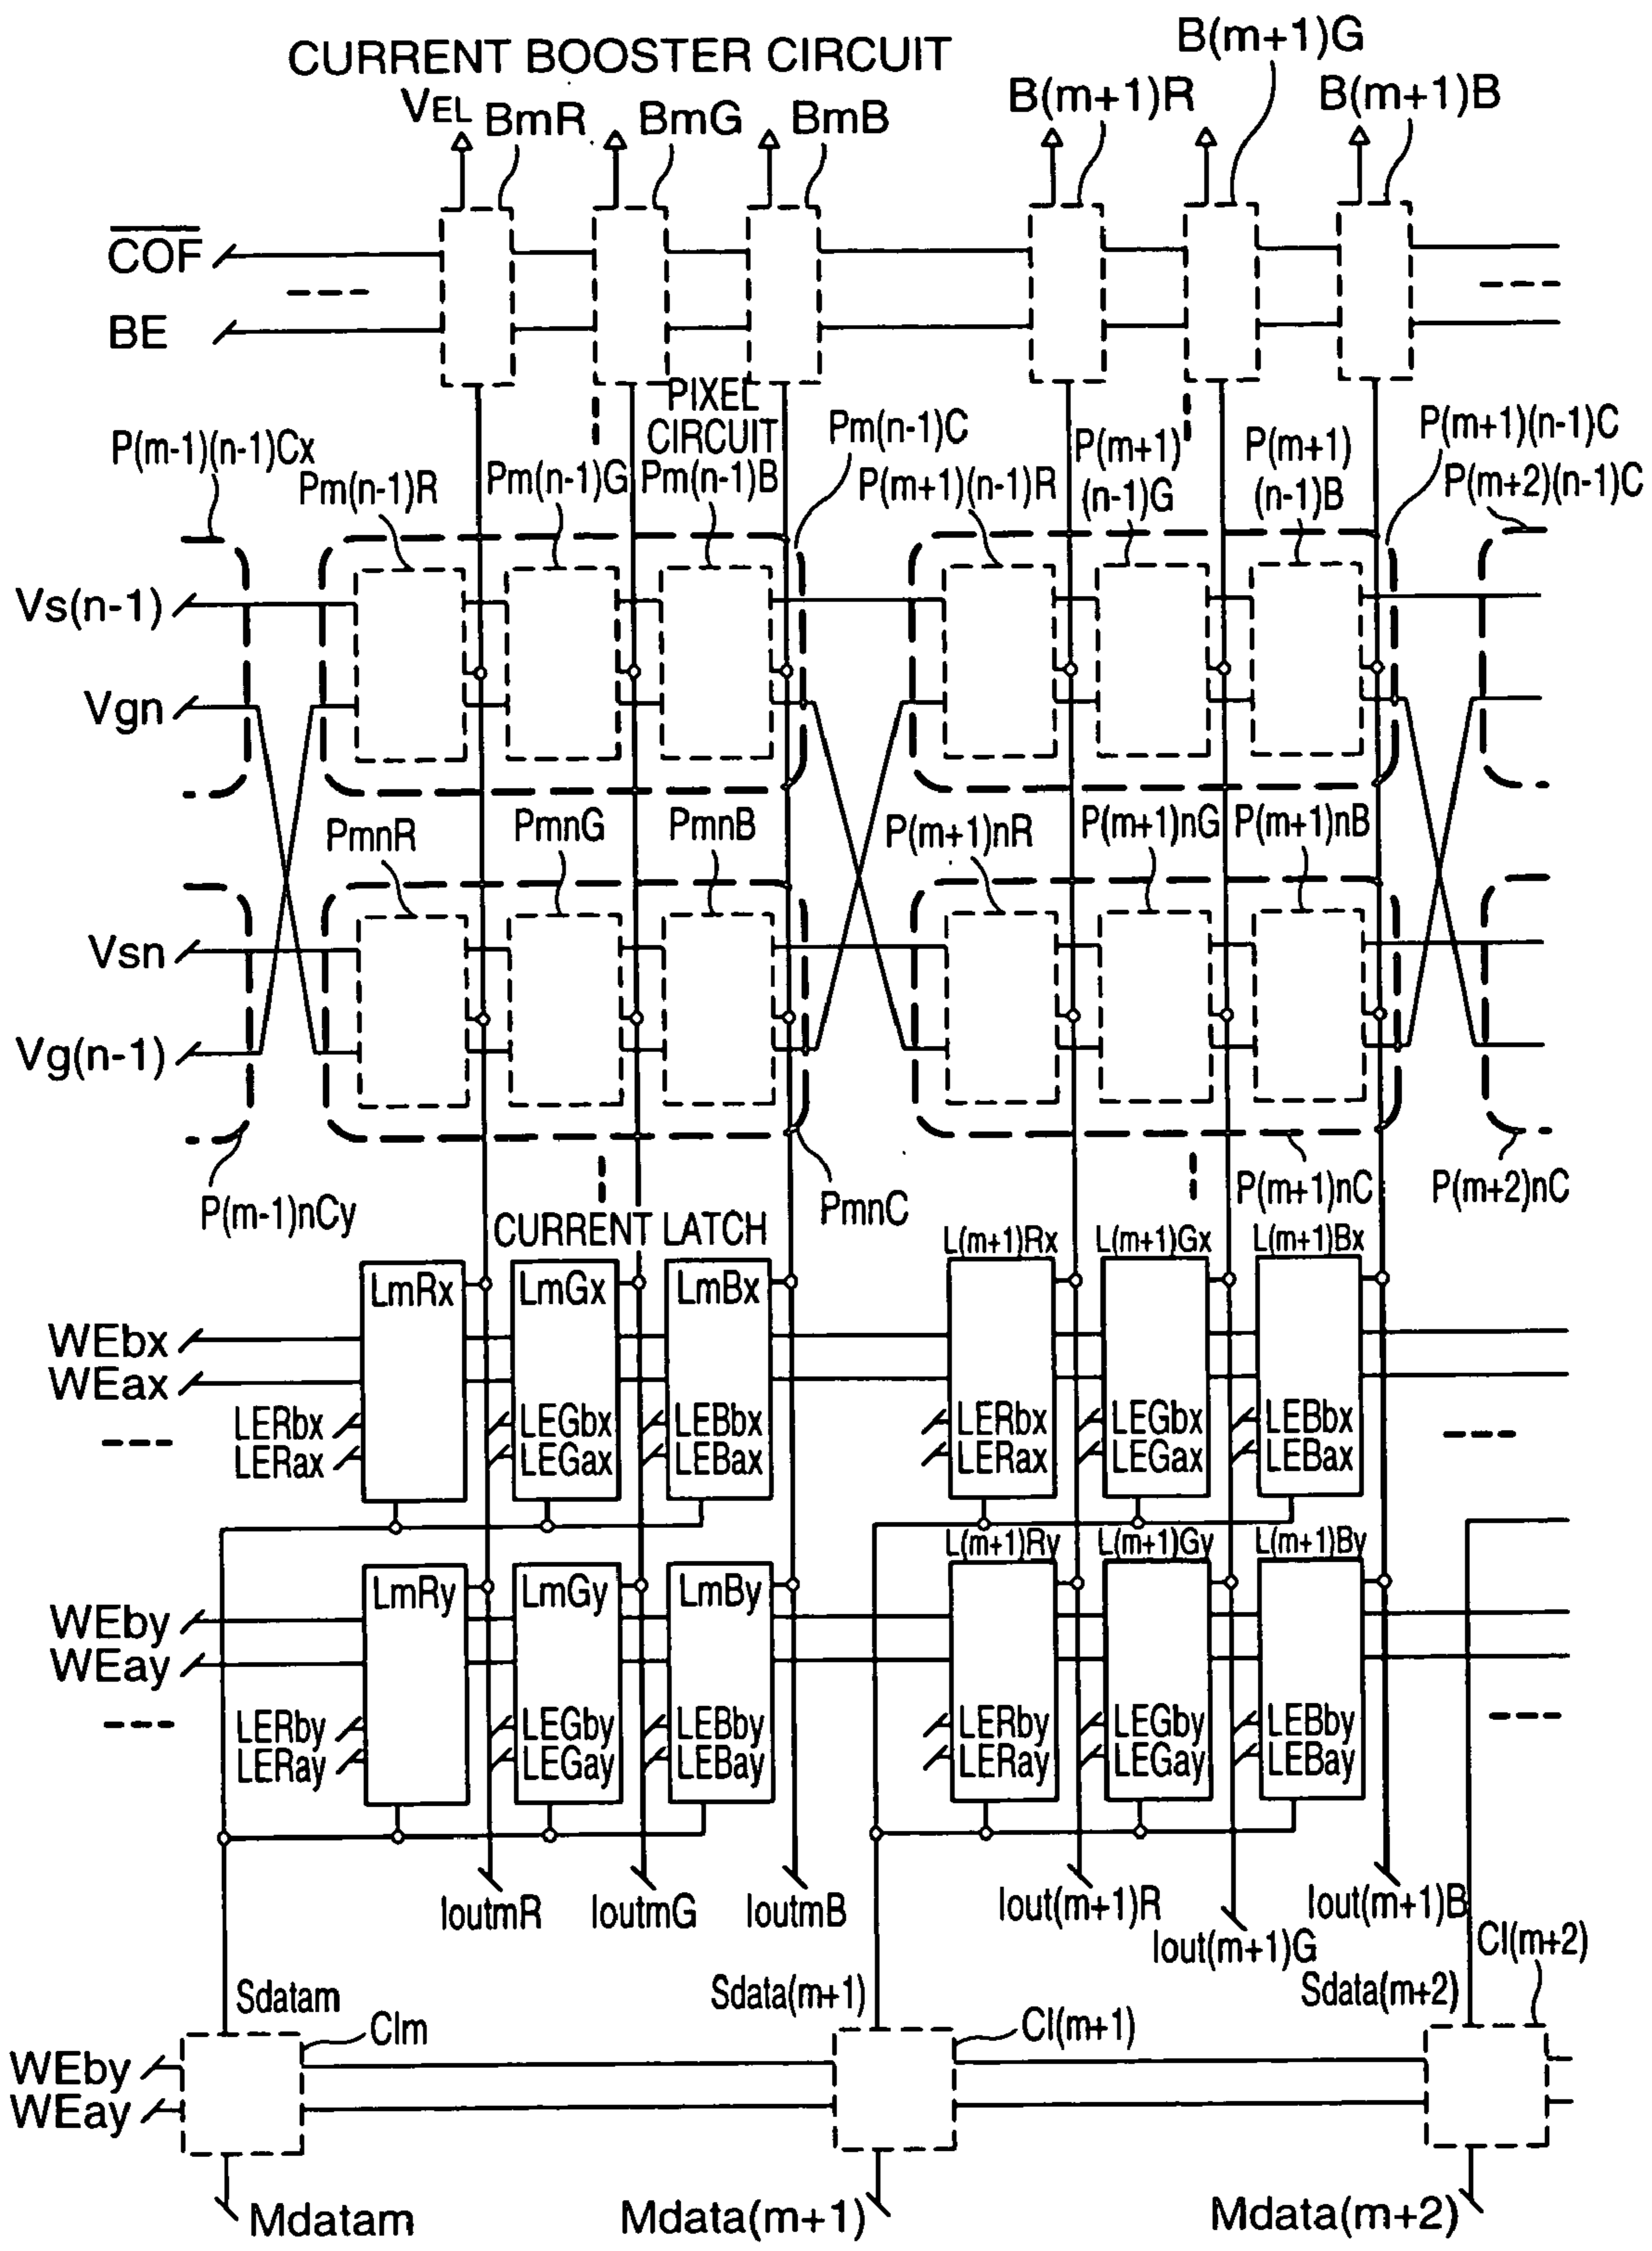 CURRENT BOOSTER CIRCUIT
B(m+1)G
VEL BmR BmG BmB B(m+1)R B(m+1)B
COF
BE
PIXEL
CIRCUIT
P(m-1)(n-1)Cx
Pm(n-1)R
Pm(n-1)G
Pm(n-1)B
Pm(n-1)C
P(m+1)(n-1)R
P(m+1)
(n-1)G
P(m+1)
(n-1)B
P(m+1)(n-1)C
P(m+2)(n-1)C
Vs(n-1)
Vgn
PmnR PmnG PmnB P(m+1)nR P(m+1)nG P(m+1)nB
Vsn
Vg(n-1)
P(m-1)nCy
PmnC
P(m+1)nC
P(m+2)nC
CURRENT LATCH
L(m+1)Rx L(m+1)Gx L(m+1)Bx
LmRx LmGx LmBx
WEbx
WEax
LERbx LEGbx LEBbx LERbx LEGbx LEBbx
LERax LEGax LEBax LERax LEGax LEBax
L(m+1)Ry L(m+1)Gy L(m+1)By
LmRy LmGy LmBy
WEby
WEay
LERby LEGby LEBby LERby LEGby LEBby
LERay LEGay LEBay LERay LEGay LEBay
IoutmR IoutmG IoutmB Iout(m+1)R Iout(m+1)B
Iout(m+1)G
CI(m+2)
Sdatam Sdata(m+1) Sdata(m+2)
CIm CI(m+1)
WEby
WEay
Mdatam Mdata(m+1) Mdata(m+2)